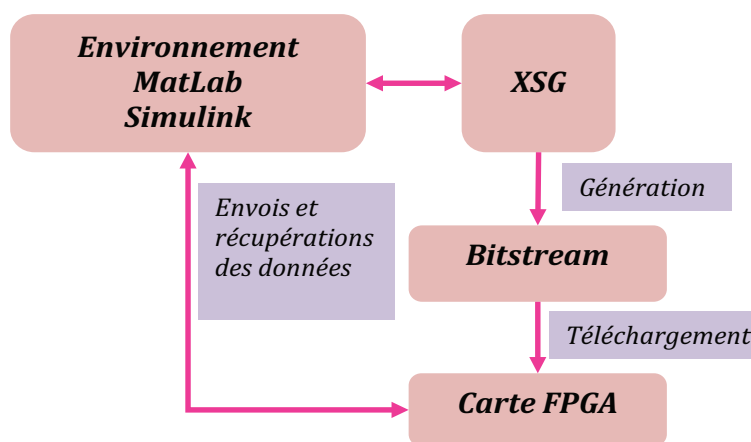 Environnement
MatLab
Simulink
XSG
Génération
Envois et
récupérations
des données
Bitstream
Téléchargement
Carte FPGA